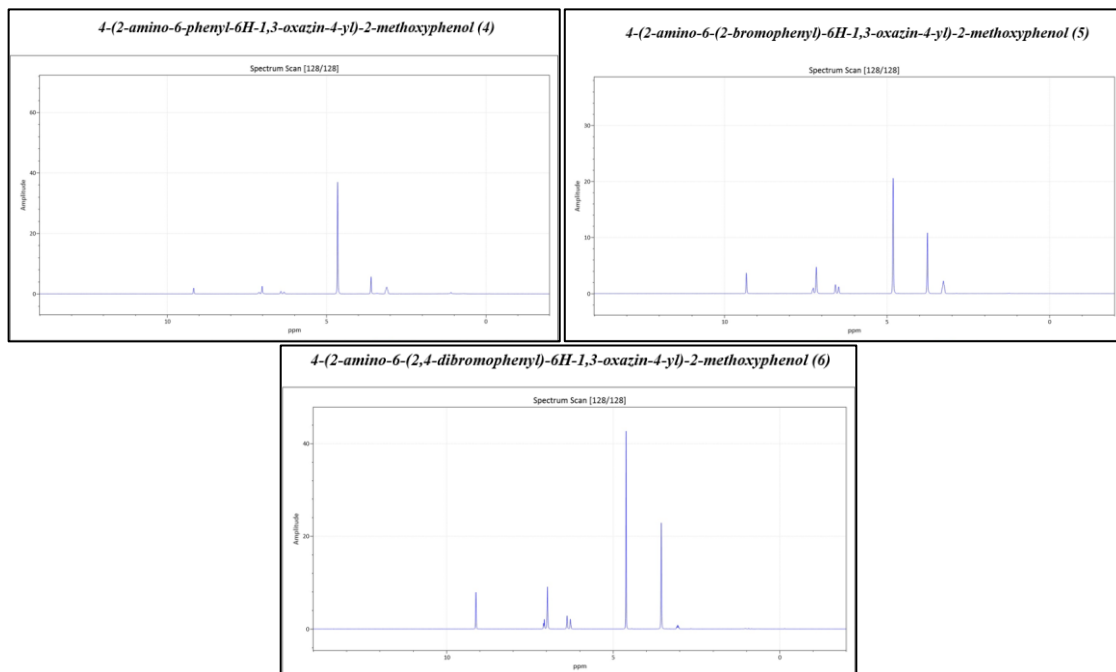 4-(2-amino-6-phenyl-6H-1,3-oxazin-4-yl)-2-methoxyphenol (4)
Spectrum Scan [128/128]
60
40
20
0
Amplitude
10
5
0
ppm
4-(2-amino-6-(2-bromophenyl)-6H-1,3-oxazin-4-yl)-2-methoxyphenol (5)
Spectrum Scan [128/128]
30
20
10
0
Amplitude
10
5
0
ppm
4-(2-amino-6-(2,4-dibromophenyl)-6H-1,3-oxazin-4-yl)-2-methoxyphenol (6)
Spectrum Scan [128/128]
40
20
0
Amplitude
10
5
0
ppm